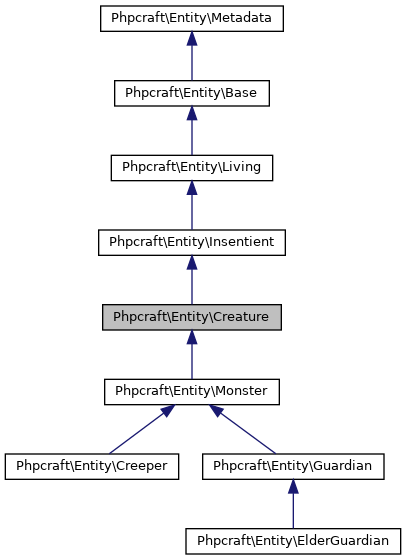 Phpcraft\Entity\Metadata
Phpcraft\Entity\Base
Phpcraft\Entity\Living
Phpcraft\Entity\Insentient
Phpcraft\Entity\Creature
Phpcraft\Entity\Monster
Phpcraft\Entity\Creeper
Phpcraft\Entity\Guardian
Phpcraft\Entity\ElderGuardian